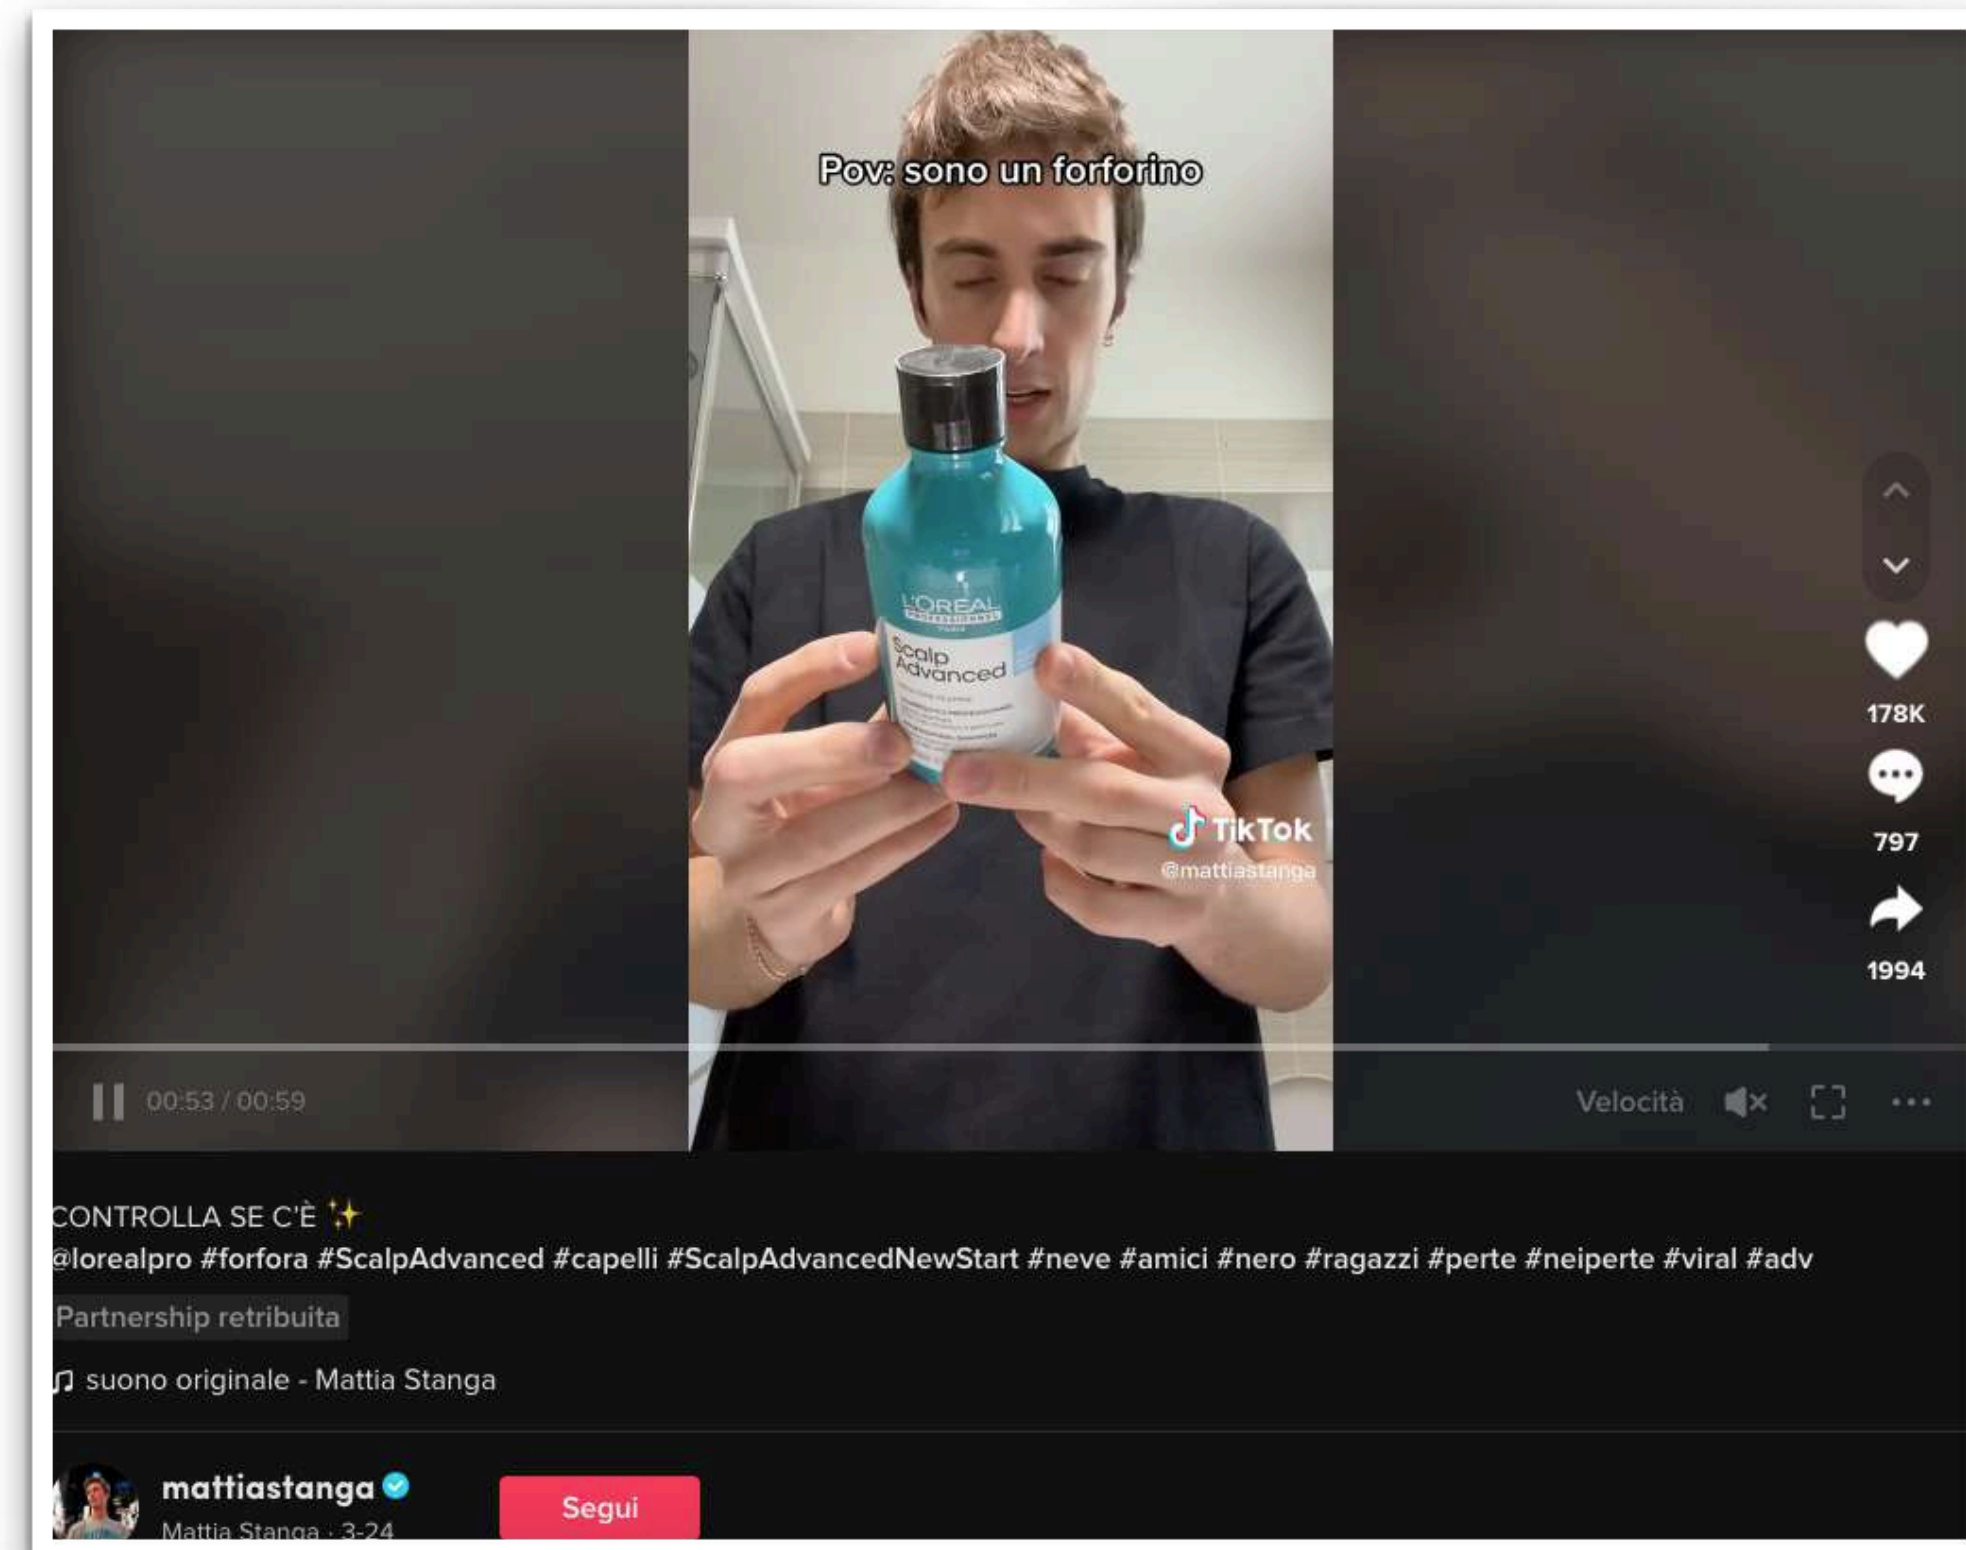 Pov: sono un forforino
L'ORÉAL
PROFESSIONNEL
PARIS
Scalp
Advanced
TikTok
@mattiastanga
178K
797
1994
00:53 / 00:59
Velocità
CONTROLLA SE C'È ✨
@lorealpro #forfora #ScalpAdvanced #capelli #ScalpAdvancedNewStart #neve #amici #nero #ragazzi #perte #neiperte #viral #adv
Partnership retribuita
suono originale - Mattia Stanga
mattiastanga
Segui
Mattia Stanga · 3-24